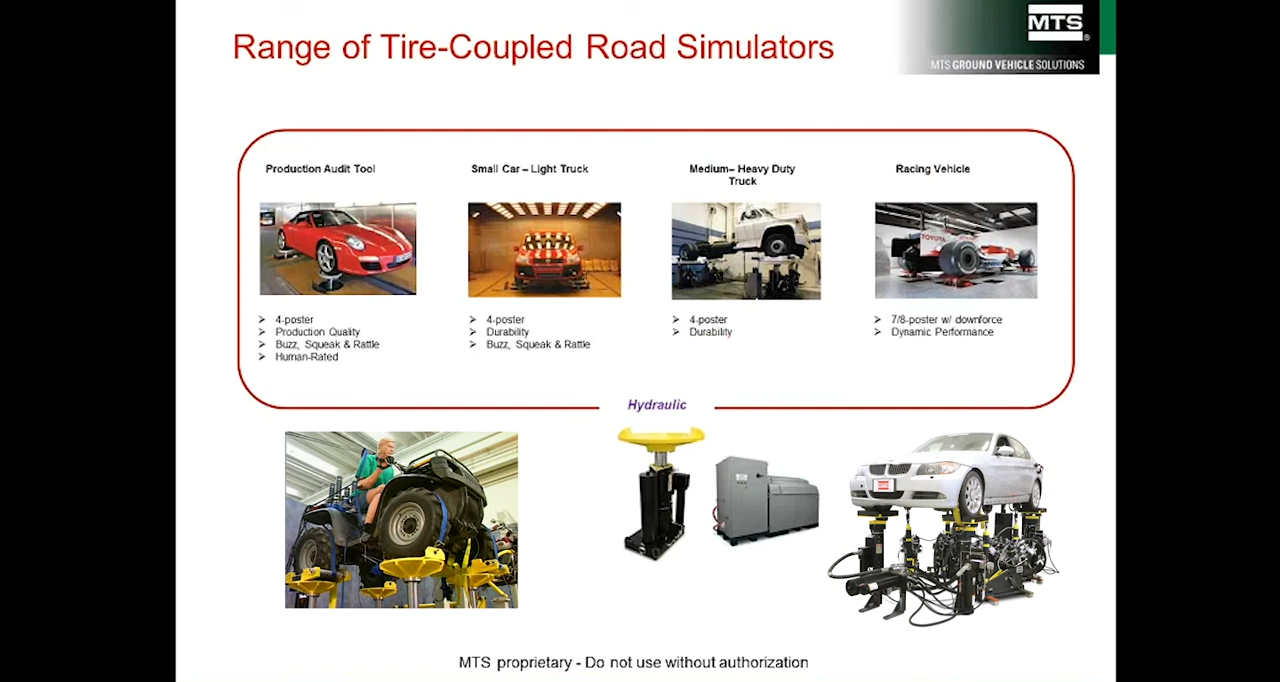 Range of Tire-Coupled Road Simulators
MTS
MTS GROUND VEHICLE SOLUTIONS
Production Audit Tool
4-poster
Production Quality
Buzz, Squeak & Rattle
Human-Rated
Small Car – Light Truck
4-poster
Durability
Buzz, Squeak & Rattle
Medium– Heavy Duty
Truck
4-poster
Durability
Racing Vehicle
TOYOTA
7/8-poster w/ downforce
Dynamic Performance
Hydraulic
MTS proprietary - Do not use without authorization